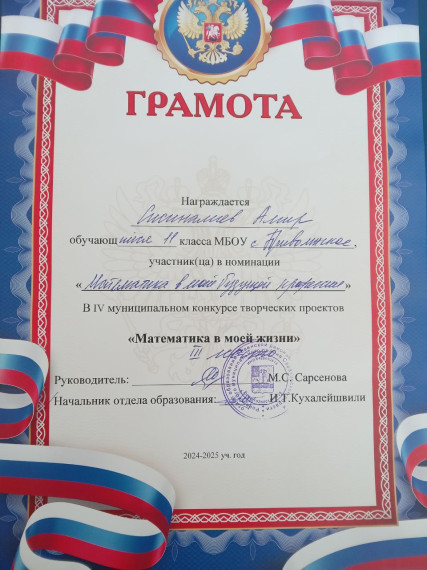 ГРАМОТА
Награждается
Амир
обучающийся 11 класса МБОУ с. Приволжское,
участник(ца) в номинации
«Математика в моей будущей профессии»
В IV муниципальном конкурсе творческих проектов
«Математика в моей жизни»
III место
Руководитель: М.С. Сарсенова
Начальник отдела образования: И.Т.Кухалейшвили
2024-2025 уч. год